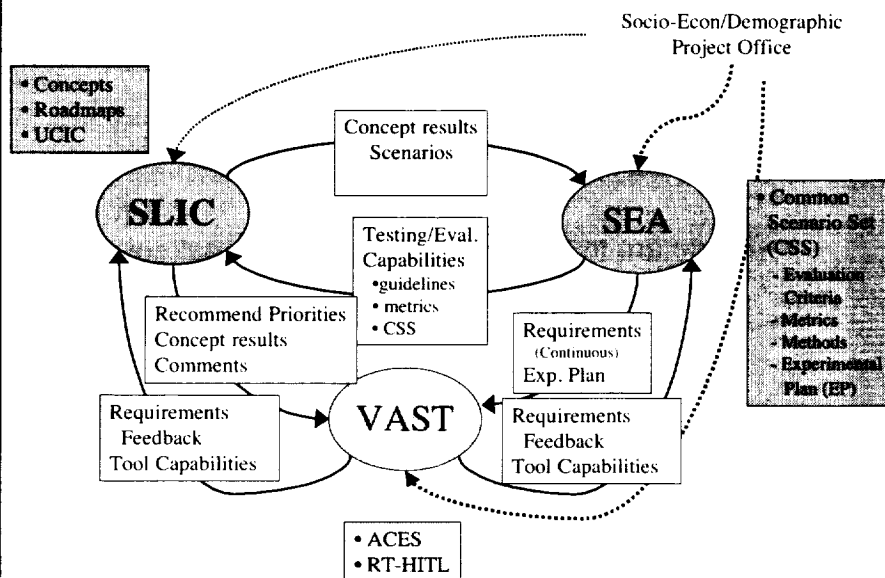 Socio-Econ/Demographic
Project Office
• Concepts
• Roadmaps
• UCIC
Concept results
Scenarios
SLIC
SEA
• Common
Scenario Set
(CSS)
- Evaluation
Criteria
- Metrics
- Methods
- Experimental
Plan (EP)
Testing/Eval.
Capabilities
•guidelines
• metrics
• CSS
Recommend Priorities
Concept results
Comments
Requirements
(Continuous)
Exp. Plan
VAST
Requirements
Feedback
Tool Capabilities
Requirements
Feedback
Tool Capabilities
• ACES
• RT-HITL